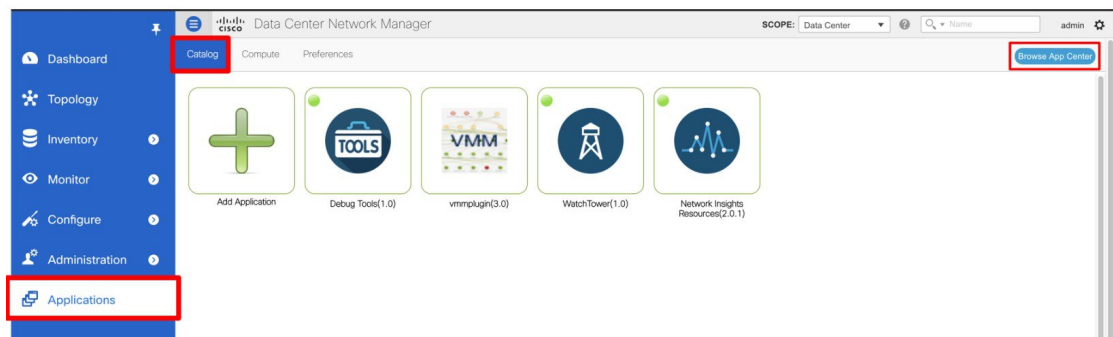 CISCO Data Center Network Manager
SCOPE: Data Center
Name
admin
Dashboard
Topology
Inventory
Monitor
Configure
Administration
Applications
Catalog Compute Preferences
Browse App Center
TOOLS
VMM
Add Application
Debug Tools(1.0)
vmmplugin(3.0)
WatchTower(1.0)
Network Insights
Resources(2.0.1)